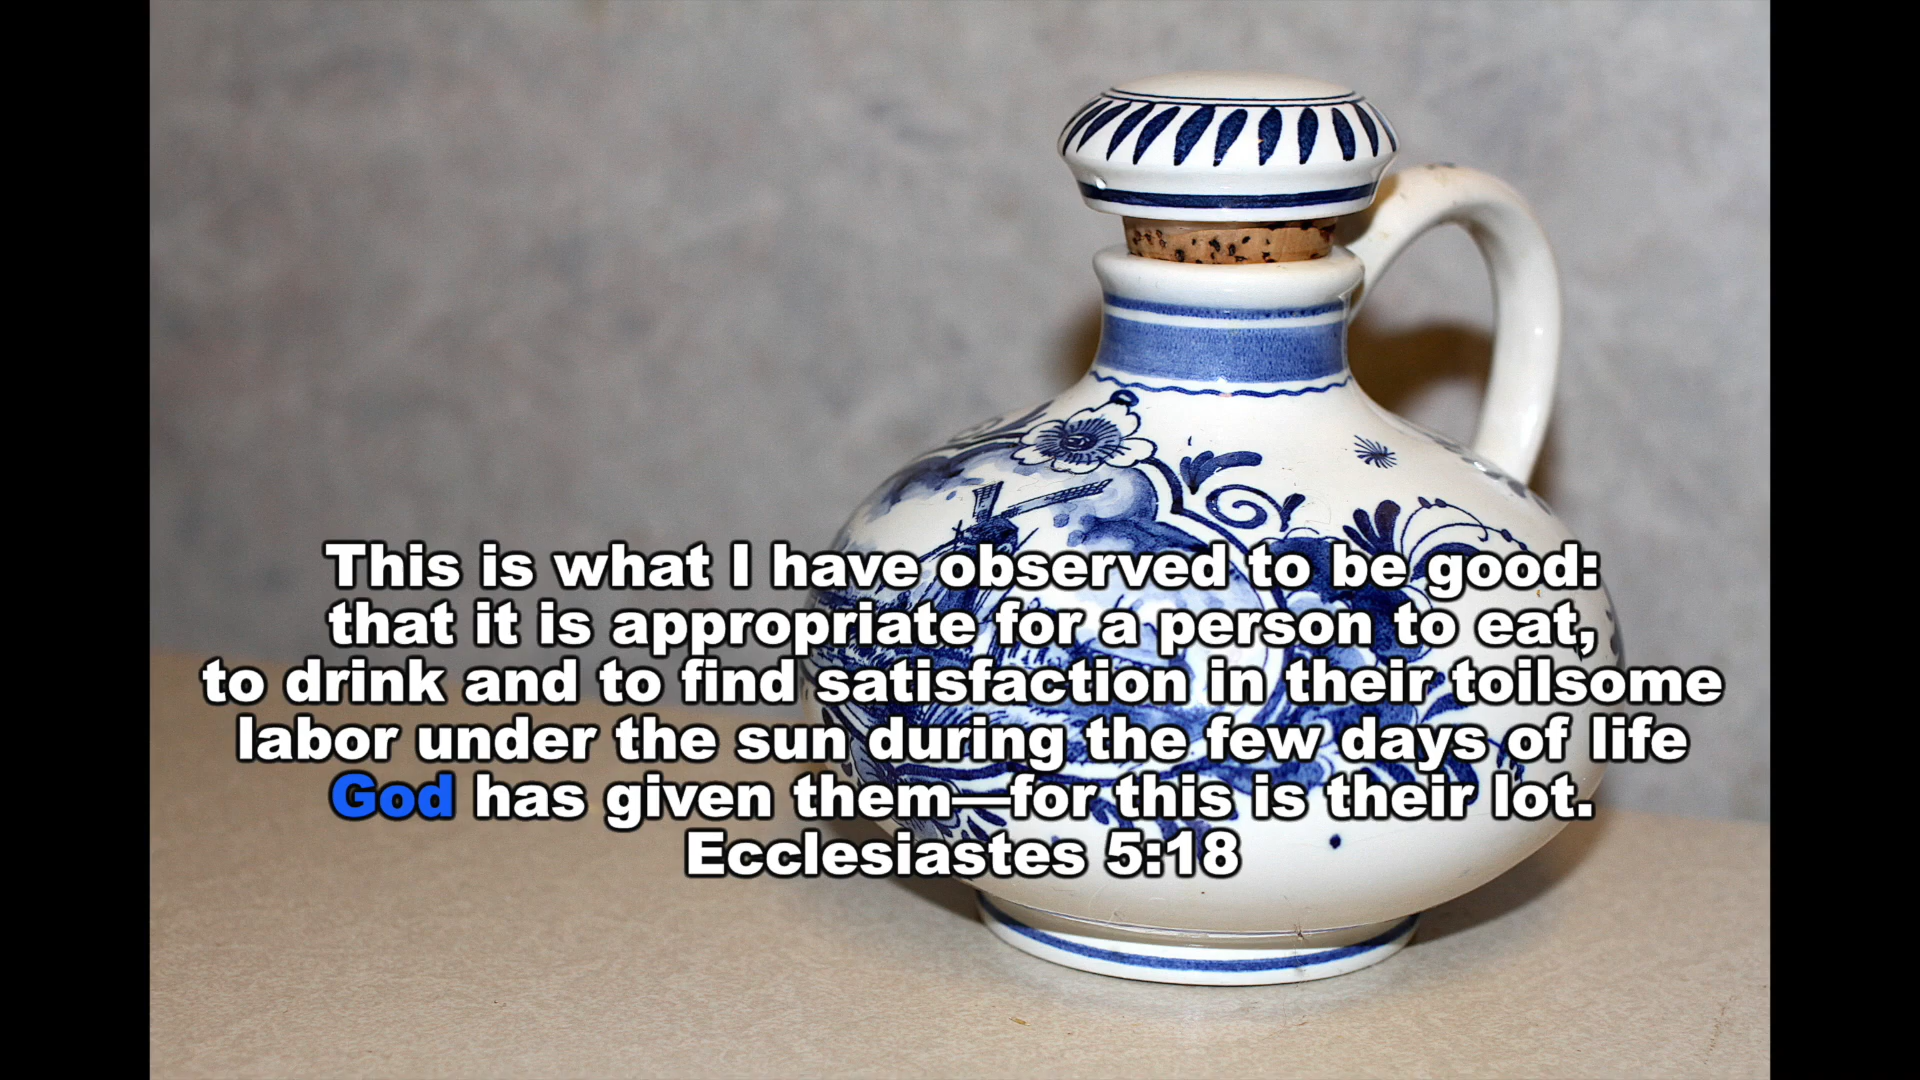 This is what I have observed to be good:
that it is appropriate for a person to eat,
to drink and to find satisfaction in their toilsome
labor under the sun during the few days of life
God has given them—for this is their lot.
Ecclesiastes 5:18